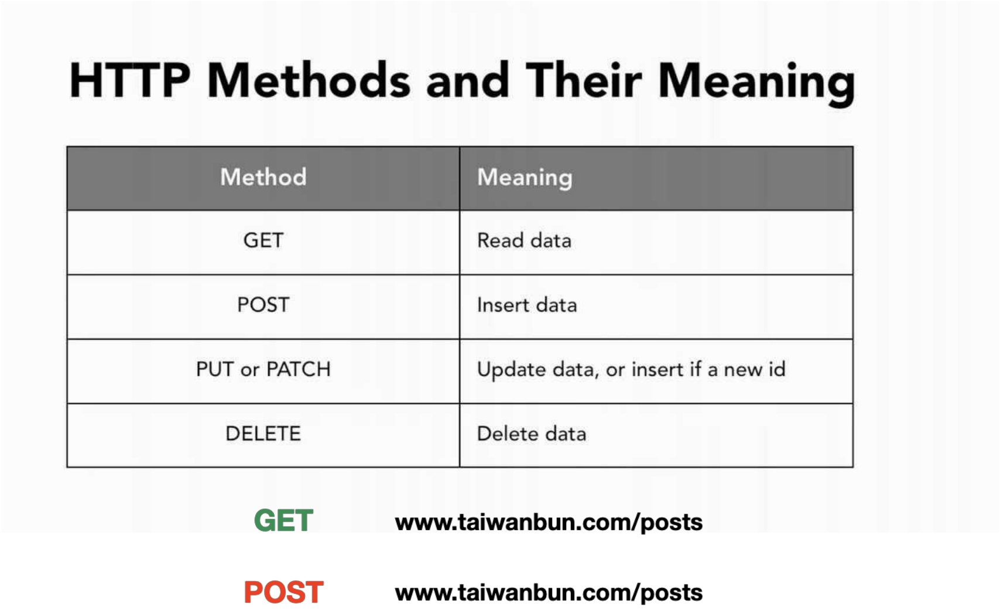 HTTP Methods and Their Meaning
Method Meaning
GET Read data
POST Insert data
PUT or PATCH Update data, or insert if a new id
DELETE Delete data
GET www.taiwanbun.com/posts
POST www.taiwanbun.com/posts